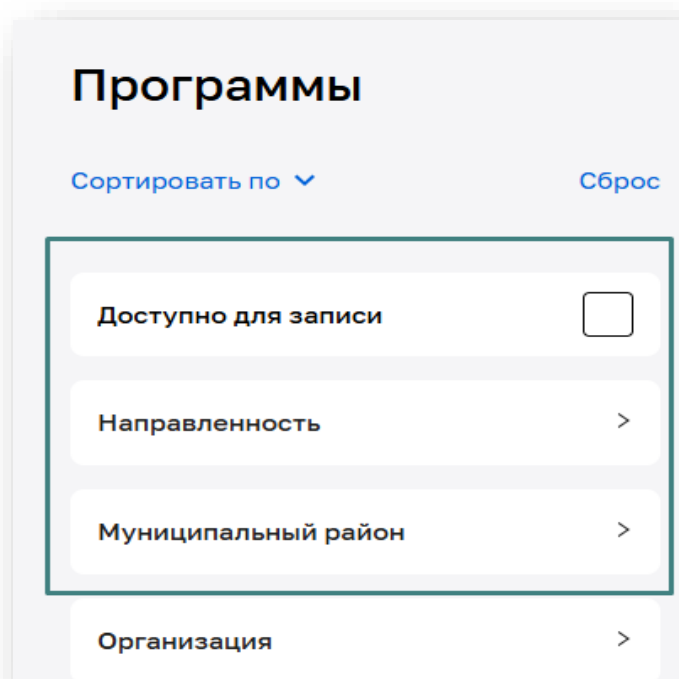 Программы
Сортировать по Сброс
Доступно для записи
Направленность
Муниципальный район
Организация